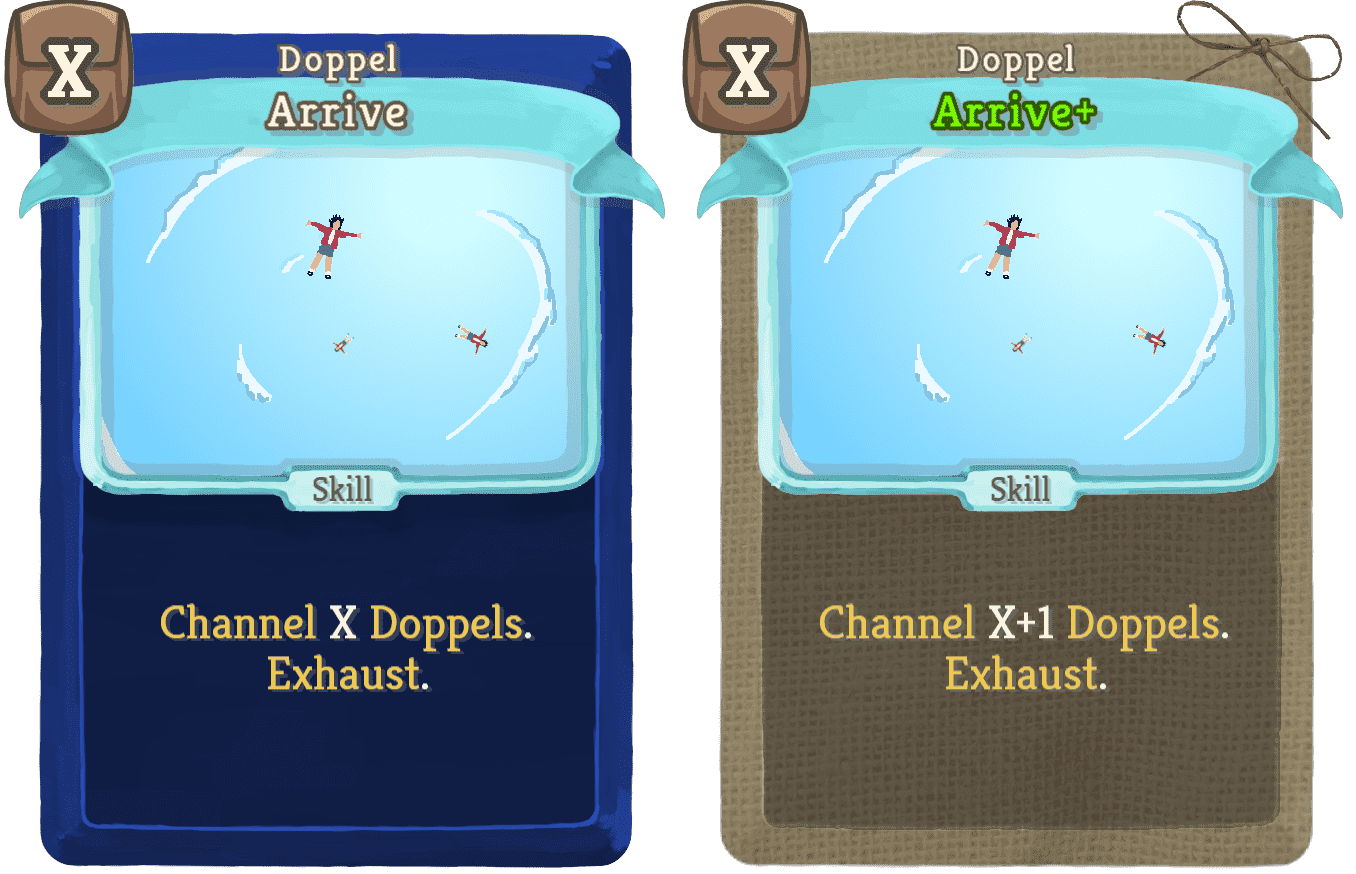 X
Doppel
Arrive
Skill
Channel X Doppels.
Exhaust.
X
Doppel
Arrive+
Skill
Channel X+1 Doppels.
Exhaust.